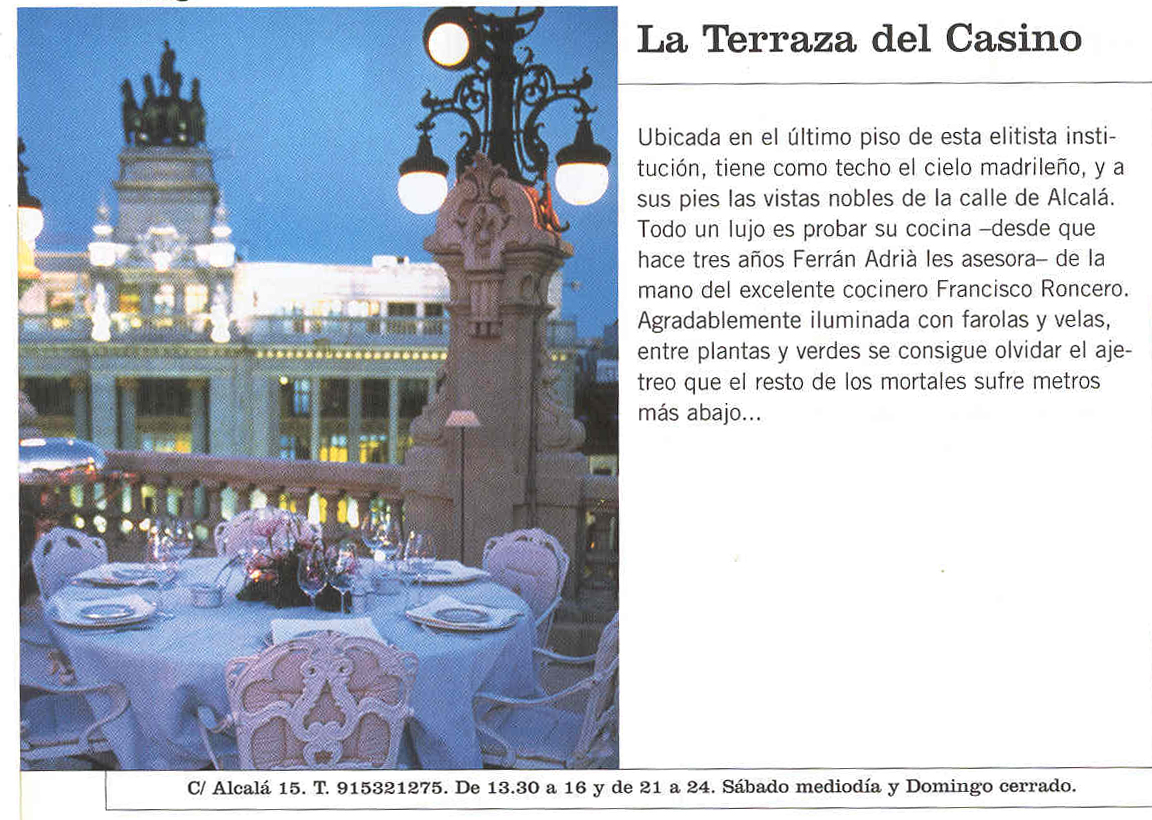 La Terraza del Casino
Ubicada en el último piso de esta elitista insti-
tución, tiene como techo el cielo madrileño, y a
sus pies las vistas nobles de la calle de Alcalá.
Todo un lujo es probar su cocina –desde que
hace tres años Ferrán Adrià les asesora– de la
mano del excelente cocinero Francisco Roncero.
Agradablemente iluminada con farolas y velas,
entre plantas y verdes se consigue olvidar el aje-
treo que el resto de los mortales sufre metros
más abajo...
C/ Alcalá 15. T. 915321275. De 13.30 a 16 y de 21 a 24. Sábado mediodía y Domingo cerrado.